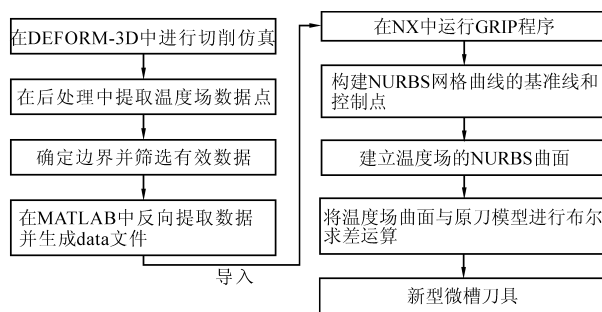 在DEFORM-3D中进行切削仿真
在后处理中提取温度场数据点
确定边界并筛选有效数据
在MATLAB中反向提取数据
并生成data文件
导入
在NX中运行GRIP程序
构建NURBS网格曲线的基准线和
控制点
建立温度场的NURBS曲面
将温度场曲面与原刀模型进行布尔
求差运算
新型微槽刀具